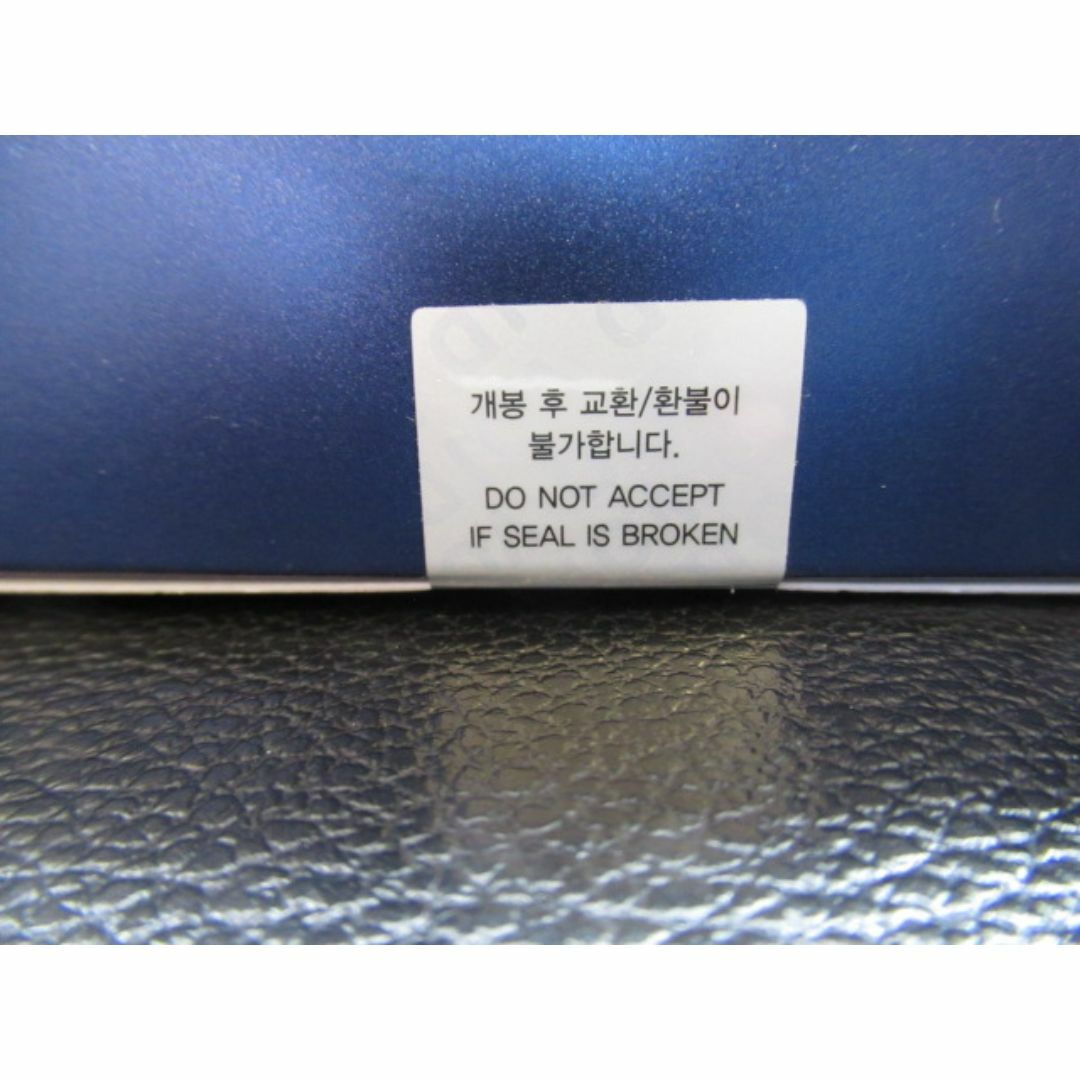 개봉 후 교환/환불이
불가합니다.
DO NOT ACCEPT
IF SEAL IS BROKEN